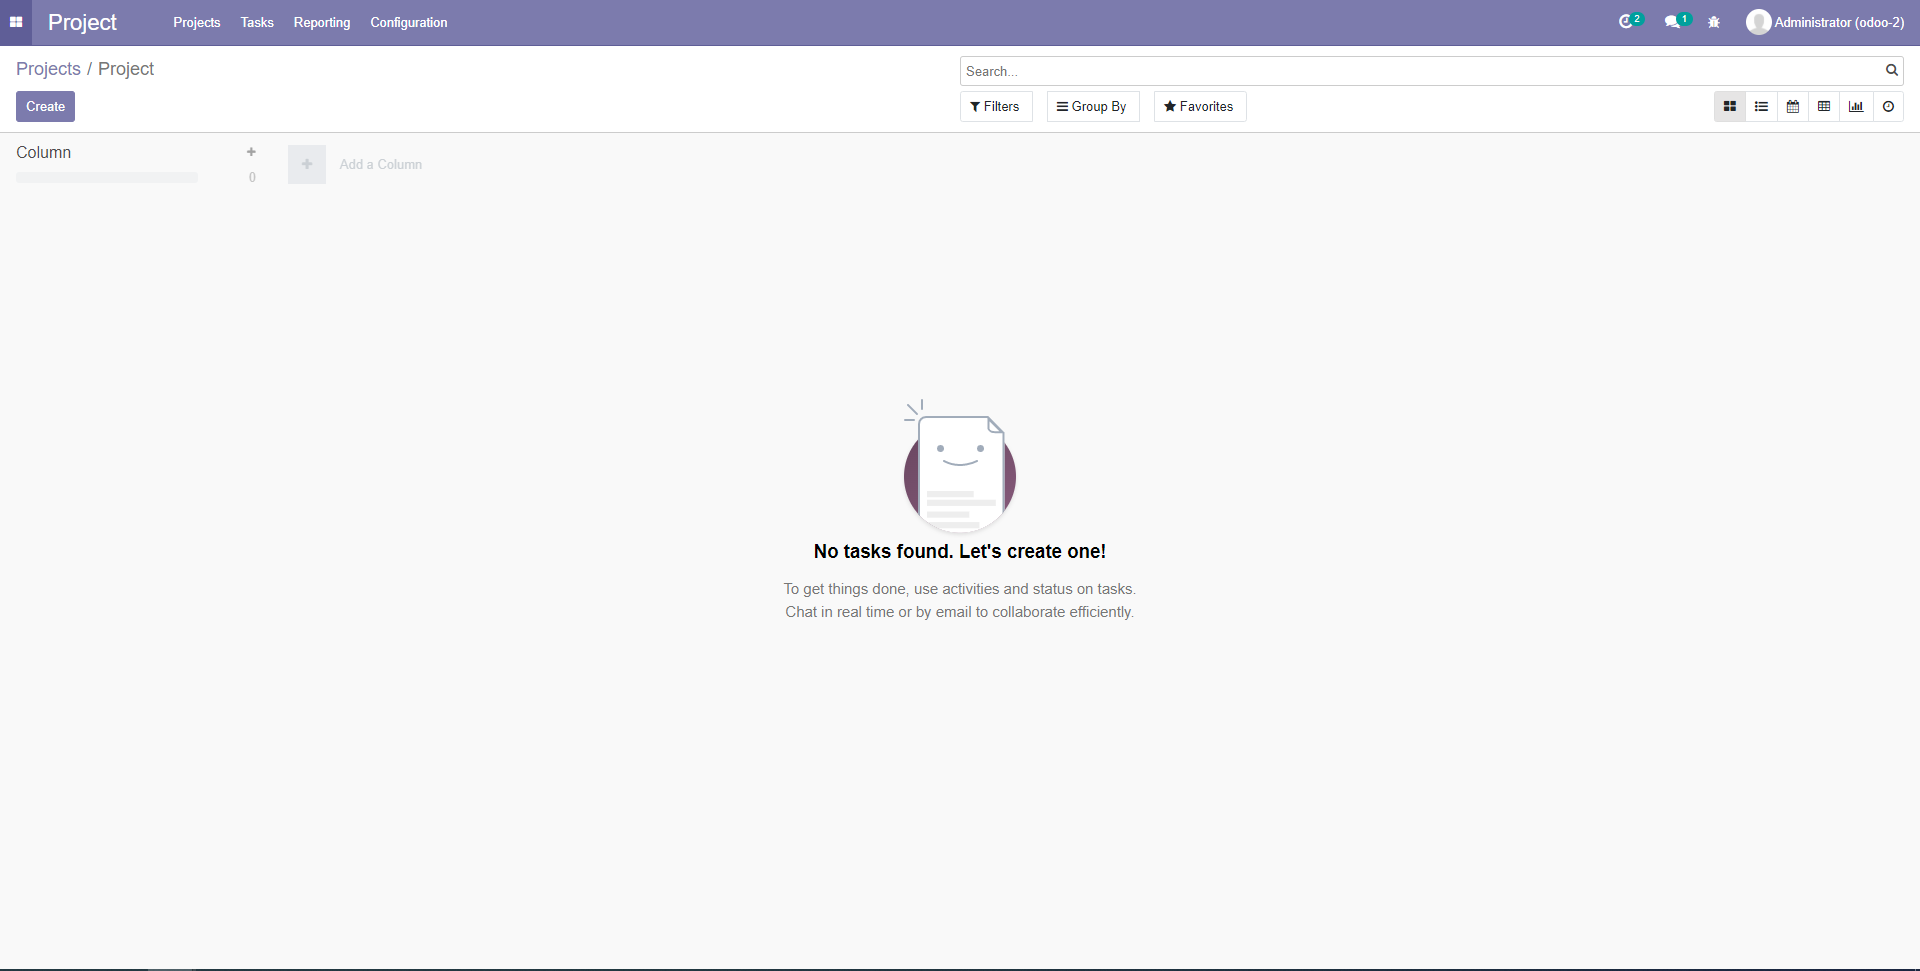 Project
Projects Tasks Reporting Configuration
2 1 Administrator (odoo-2)
Projects / Project
Search...
Create
Filters Group By Favorites
Column
0
Add a Column
No tasks found. Let's create one!
To get things done, use activities and status on tasks.
Chat in real time or by email to collaborate efficiently.